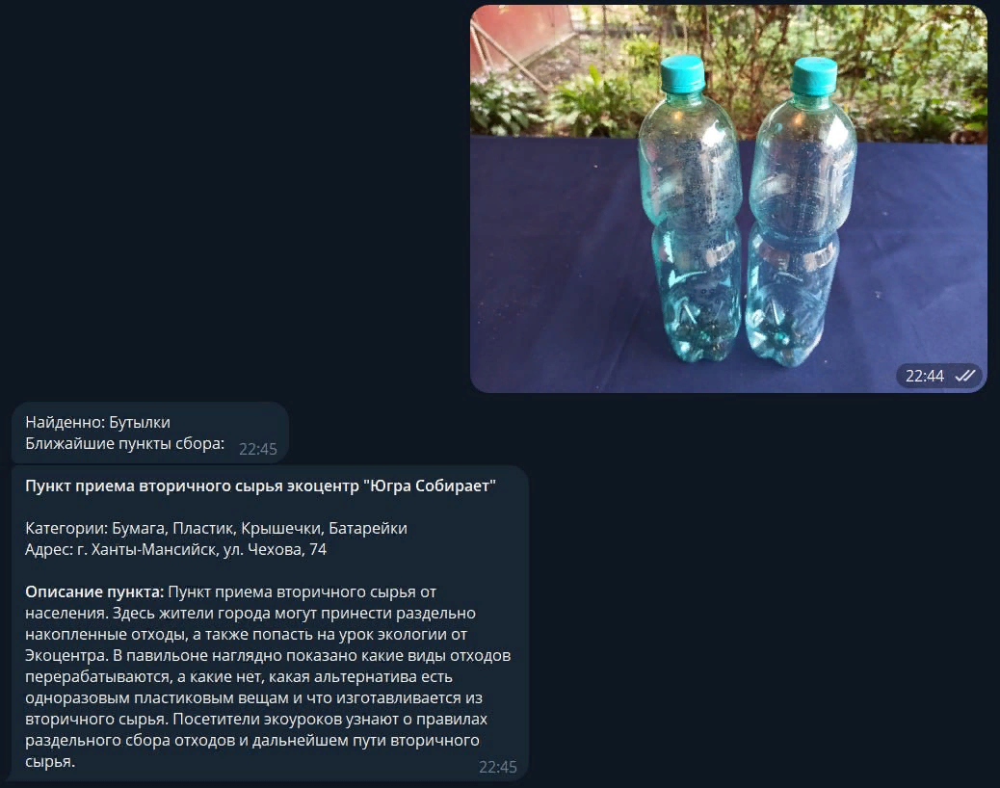 22:44
Найденно: Бутылки
Ближайшие пункты сбора:
22:45
Пункт приема вторичного сырья экоцентр "Югра Собирает"
Категории: Бумага, Пластик, Крышечки, Батарейки
Адрес: г. Ханты-Мансийск, ул. Чехова, 74
Описание пункта: Пункт приема вторичного сырья от
населения. Здесь жители города могут принести раздельно
накопленные отходы, а также попасть на урок экологии от
Экоцентра. В павильоне наглядно показано какие виды отходов
перерабатываются, а какие нет, какая альтернатива есть
одноразовым пластиковым вещам и что изготавливается из
вторичного сырья. Посетители экоуроков узнают о правилах
раздельного сбора отходов и дальнейшем пути вторичного
сырья.
22:45